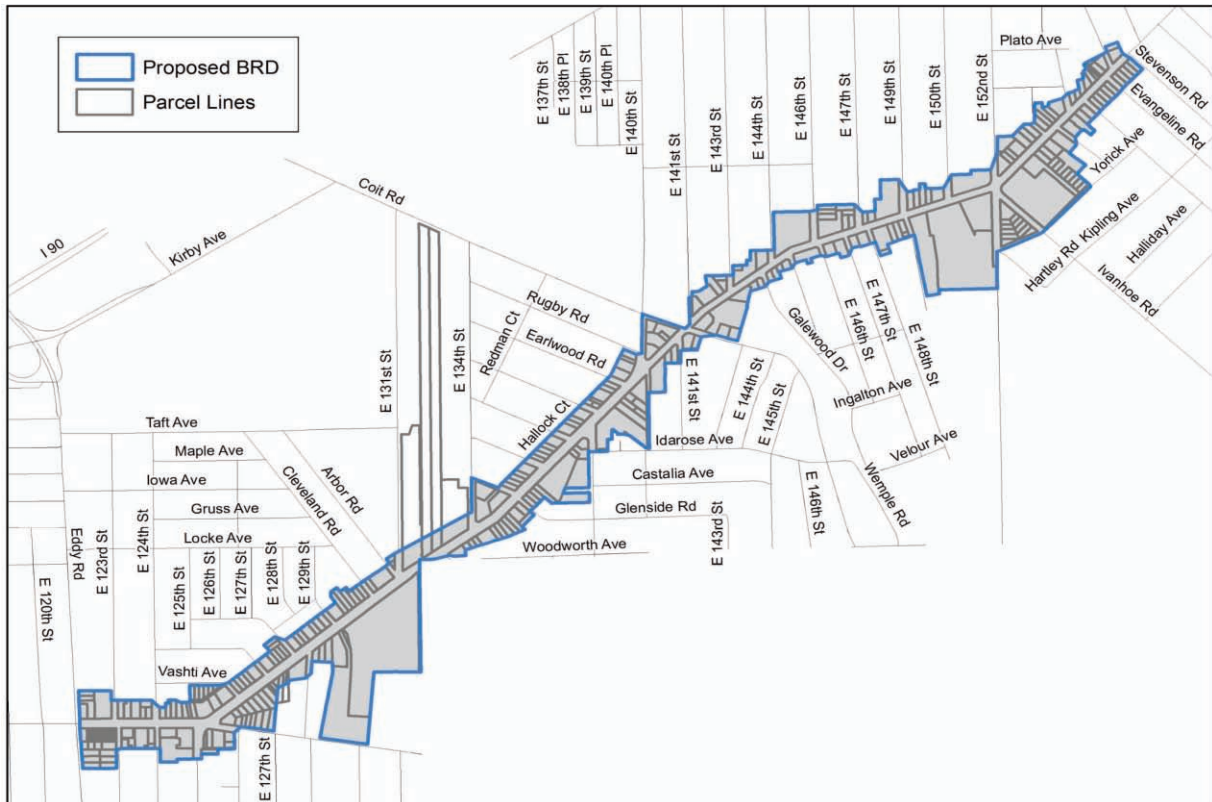 Proposed BRD
Parcel Lines
Plato Ave
Stevenson Rd
Evangeline Rd
Yorick Ave
Hartley Rd
Kipling Ave
Halliday Ave
Ivanhoe Rd
E 137th St
E 138th Pl
E 139th St
E 140th Pl
E 140th St
E 141st St
E 143rd St
E 144th St
E 146th St
E 147th St
E 149th St
E 150th St
E 152nd St
Coit Rd
I 90
Kirby Ave
Rugby Rd
Redman Ct
Earlwood Rd
E 131st St
E 134th St
Hallock Ct
Galewood Dr
E 146th St
E 147th St
E 148th St
E 141st St
E 144th St
E 145th St
Ingalton Ave
Velour Ave
Taft Ave
Maple Ave
Iowa Ave
Gruss Ave
Locke Ave
Cleveland Rd
Arbor Rd
Idarose Ave
Castalia Ave
Glenside Rd
Woodworth Ave
E 143rd St
E 146th St
Wemple Rd
E 120th St
Eddy Rd
E 123rd St
E 124th St
E 125th St
E 126th St
E 127th St
E 128th St
E 129th St
Vashti Ave
E 127th St